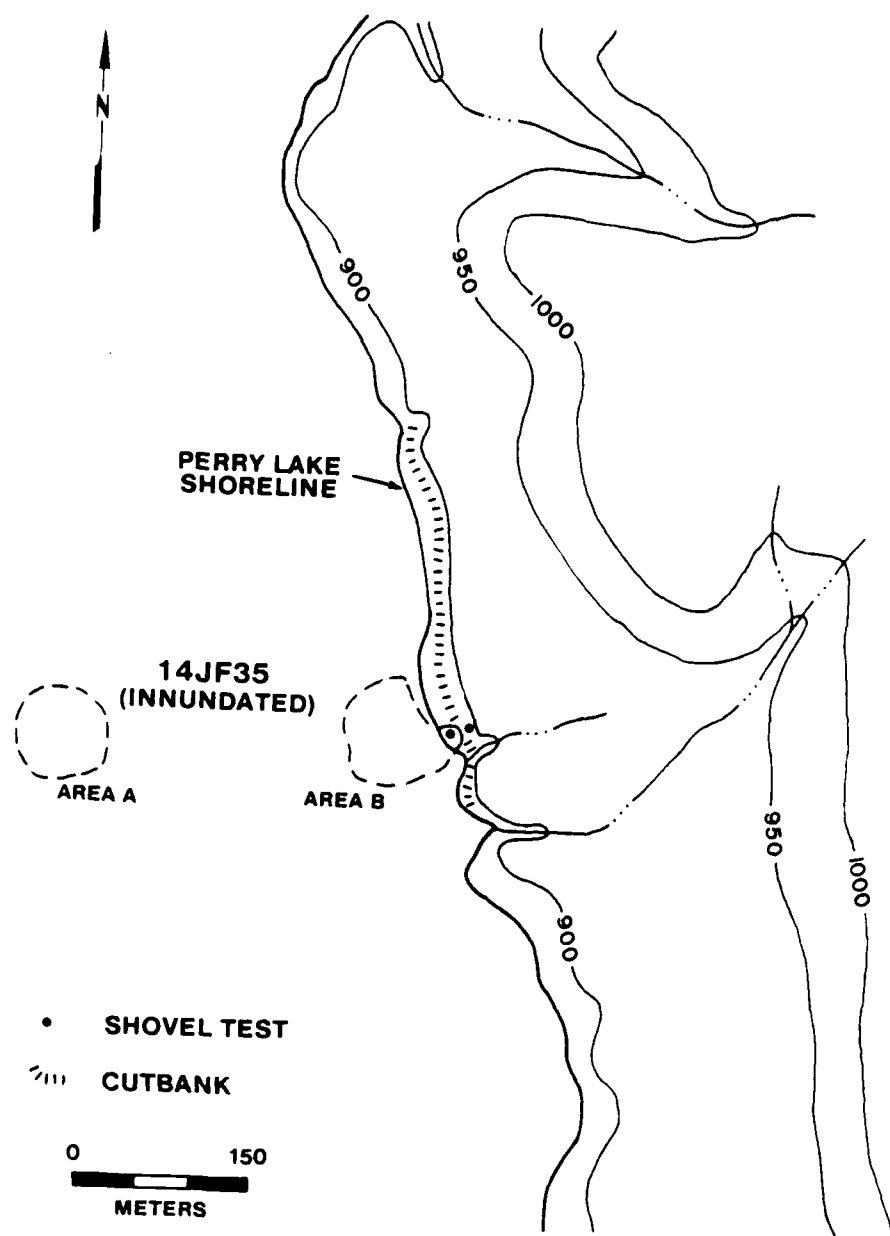 N
900
950
1000
PERRY LAKE
SHORELINE
14JF35
(INNUNDATED)
AREA A
AREA B
950
1000
900
SHOVEL TEST
CUTBANK
0 150
METERS